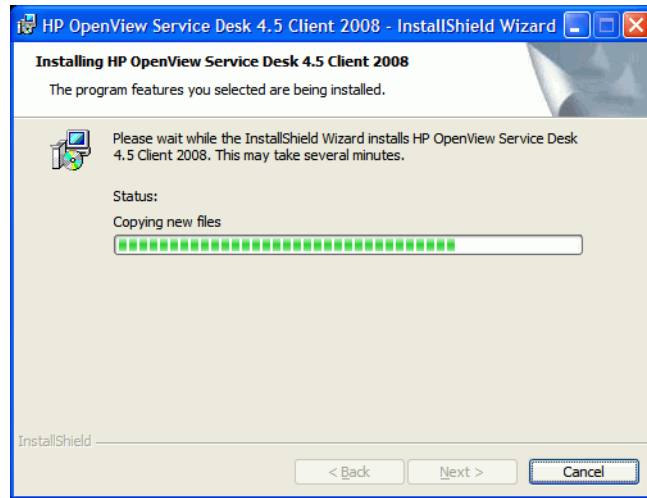 HP OpenView Service Desk 4.5 Client 2008 - InstallShield Wizard
Installing HP OpenView Service Desk 4.5 Client 2008
The program features you selected are being installed.
Please wait while the InstallShield Wizard installs HP OpenView Service Desk
4.5 Client 2008. This may take several minutes.
Status:
Copying new files
InstallShield
< Back Next > Cancel